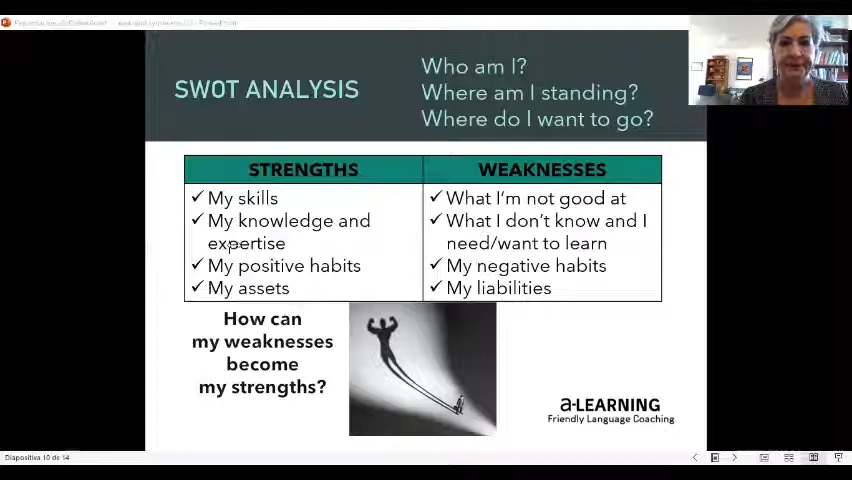 SWOT ANALYSIS
Who am I?
Where am I standing?
Where do I want to go?
STRENGTHS
✓ My skills
✓ My knowledge and
expertise
✓ My positive habits
✓ My assets
WEAKNESSES
✓ What I'm not good at
✓ What I don't know and I
need/want to learn
✓ My negative habits
✓ My liabilities
How can
my weaknesses
become
my strengths?
a-LEARNING
Friendly Language Coaching
Diapositiva 10 de 14